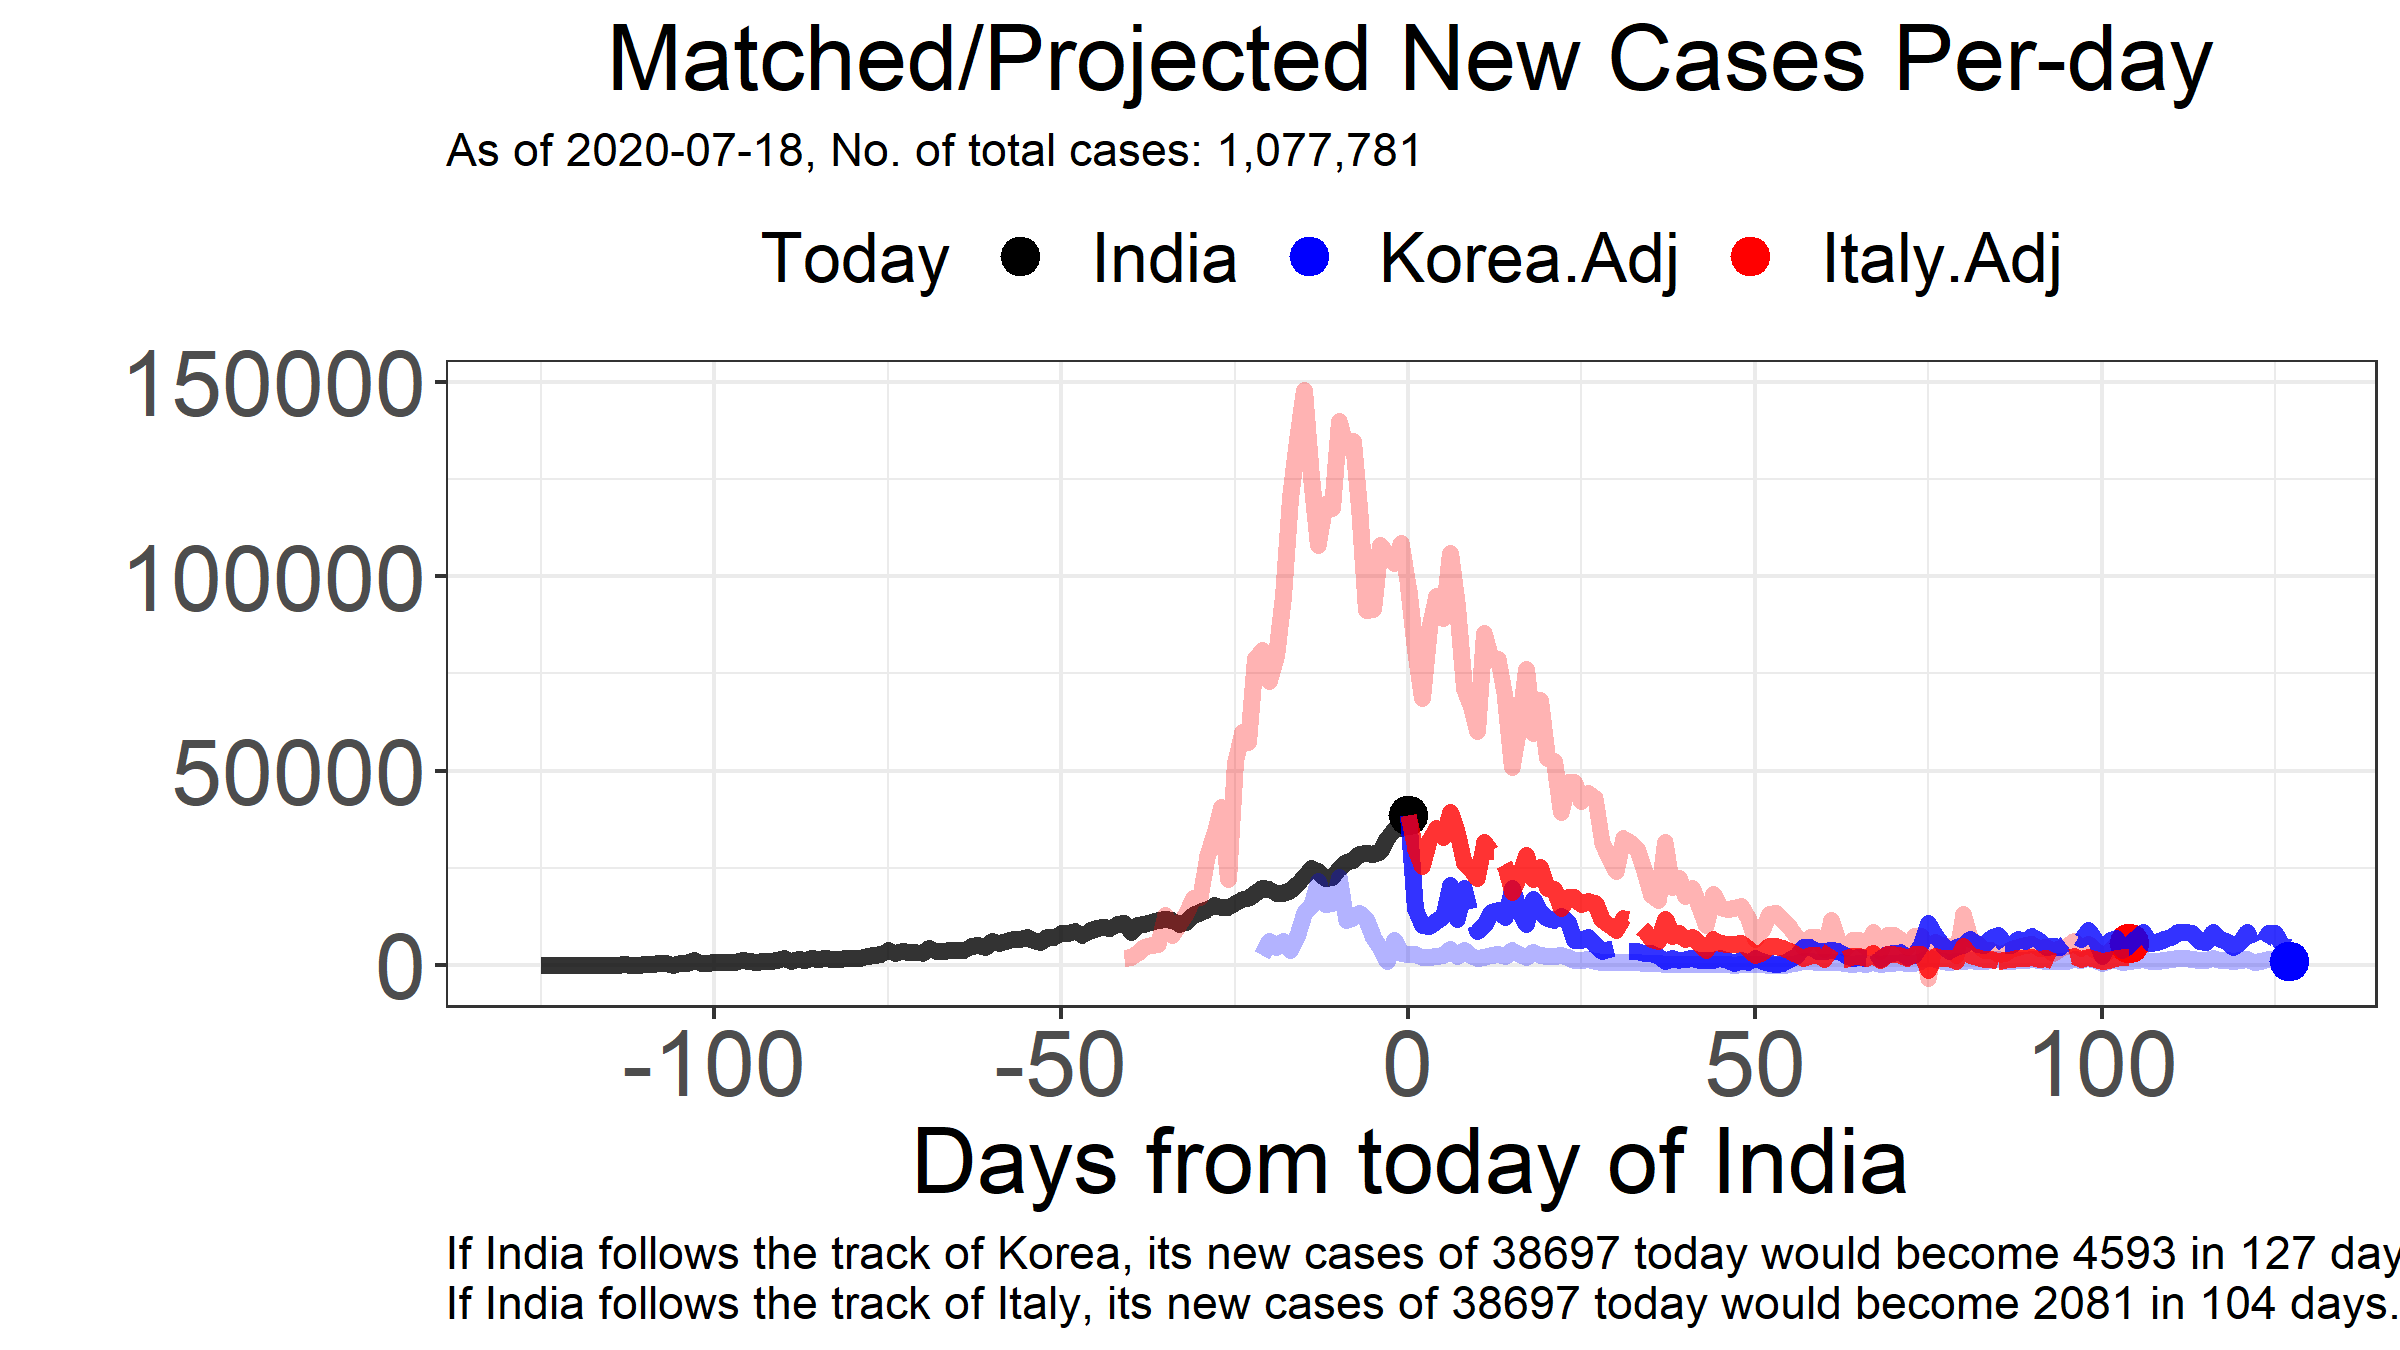 Matched/Projected New Cases Per-day
As of 2020-07-18, No. of total cases: 1,077,781
Today India Korea.Adj Italy.Adj
150000
100000
50000
0
-100 -50 0 50 100
Days from today of India
If India follows the track of Korea, its new cases of 38697 today would become 4593 in 127 day
If India follows the track of Italy, its new cases of 38697 today would become 2081 in 104 days.